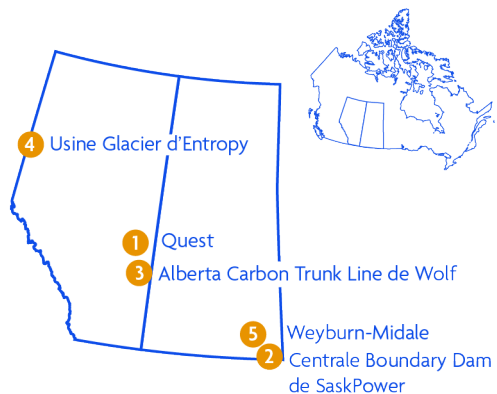 4 Usine Glacier d'Entropy
1 Quest
3 Alberta Carbon Trunk Line de Wolf
5 Weyburn-Midale
2 Centrale Boundary Dam
de SaskPower